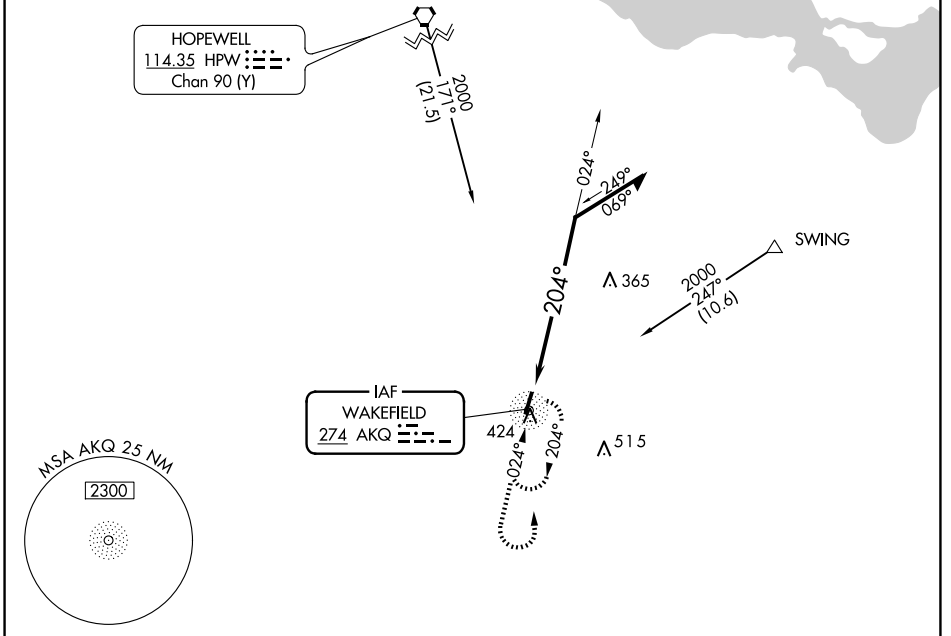 HOPEWELL
114.35 HPW
Chan 90 (Y)
2000
171°
(21.5)
024°
249°
069°
SWING
204°
365
2000
247°
(10.6)
IAF
WAKEFIELD
274 AKQ
424
204°
024°
515
MSA AKQ 25 NM
2300